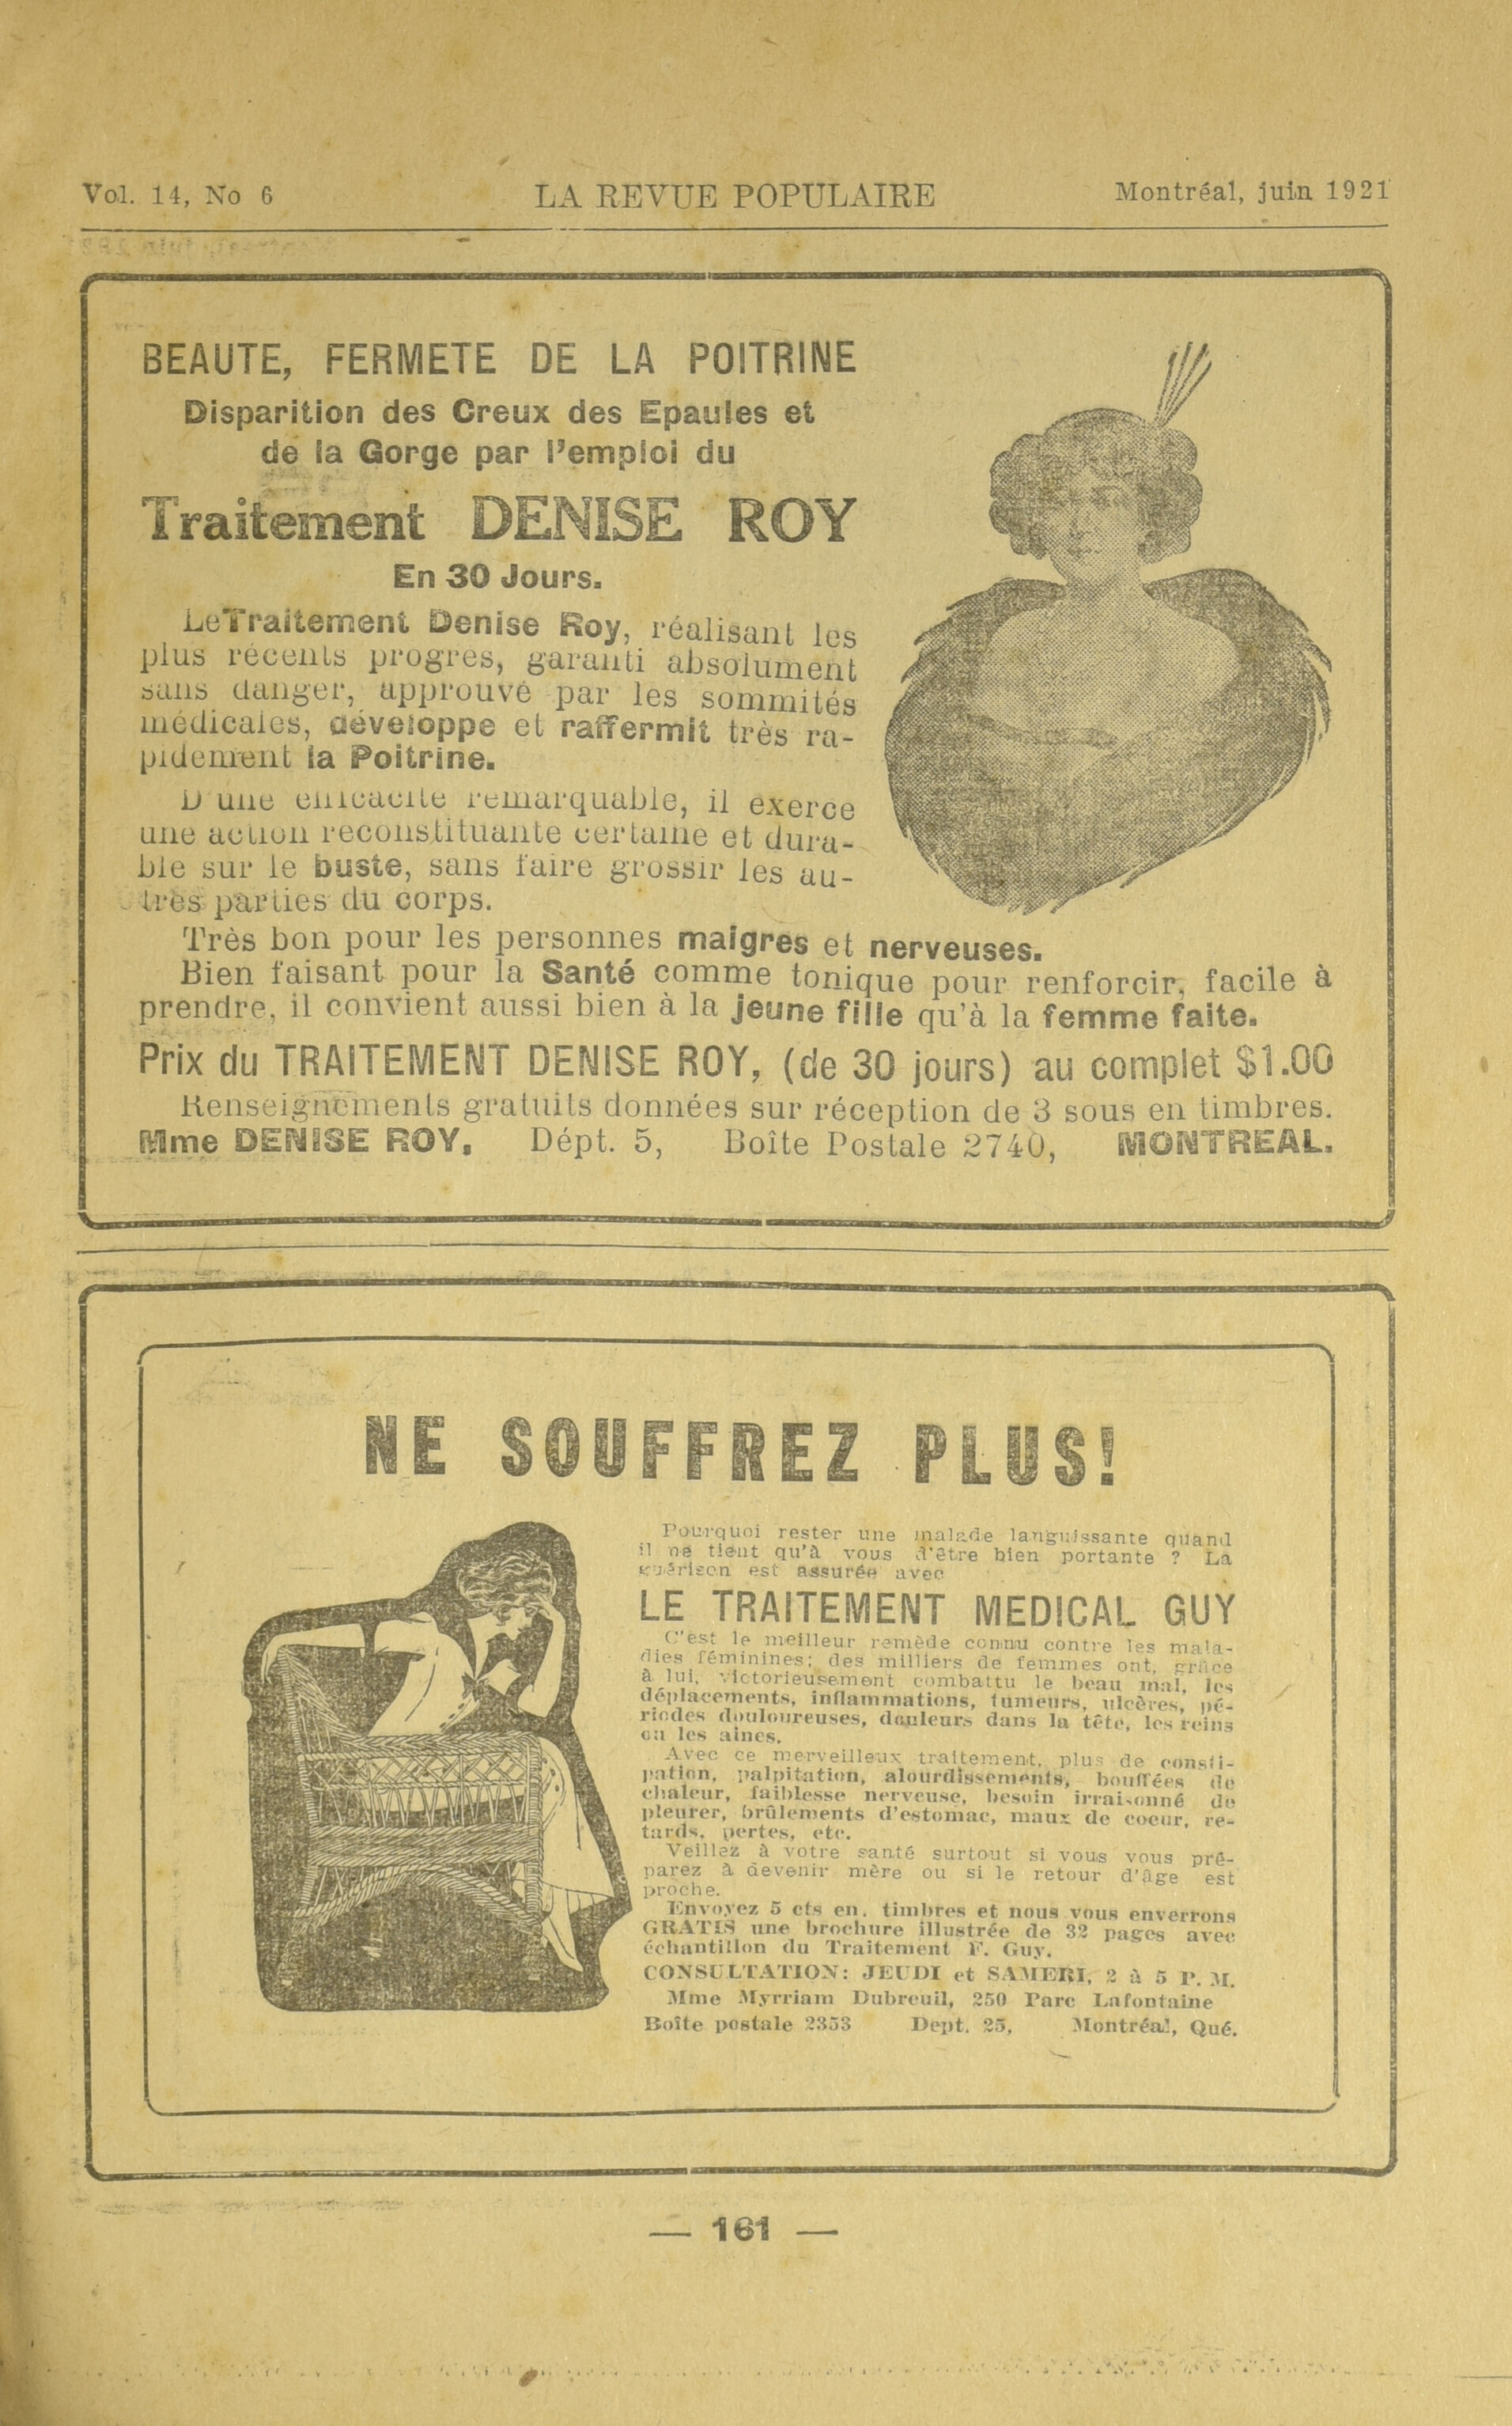 Vol. 14, No 6 LA REVUE POPULAIRE Montréal, juin 1921
BEAUTE, FERMETE DE LA POITRINE
Disparition des Creux des Epaules et
de la Gorge par l'emploi du
Traitement DENISE ROY
En 30 Jours.
Le Traitement Denise Roy, réalisant les
plus récents progres, garanti absolument
sans danger, approuvé par les sommités
médicales, développe et raffermit très ra-
pidement la Poitrine.
D'une efficacité remarquable, il exerce
une action reconstituante certaine et dura-
ble sur le buste, sans faire grossir les au-
tres parties du corps.
Très bon pour les personnes maigres et nerveuses.
Bien faisant pour la Santé comme tonique pour renforcir, facile à
prendre, il convient aussi bien à la jeune fille qu'à la femme faite.
Prix du TRAITEMENT DENISE ROY, (de 30 jours) au complet $1.00
Renseignements gratuits données sur réception de 3 sous en timbres.
Mme DENISE ROY, Dépt. 5, Boîte Postale 2740, MONTREAL.
NE SOUFFREZ PLUS!
Pourquoi rester une malade languissante quand
il ne tient qu'à vous d'être bien portante ? La
guérison est assurée avec
LE TRAITEMENT MEDICAL GUY
C'est le meilleur remède connu contre les mala-
dies féminines; des milliers de femmes ont, grâce
à lui, victorieusement combattu le beau mal, les
déplacements, inflammations, tumeurs, ulcères, pé-
riodes douloureuses, douleurs dans la tête, les reins
ou les aines.
Avec ce merveilleux traitement, plus de consti-
pation, palpitation, alourdissements, bouffées de
chaleur, faiblesse nerveuse, besoin irraisonné de
pleurer, brûlements d'estomac, maux de coeur, re-
tards, pertes, etc.
Veillez à votre santé surtout si vous vous pré-
parez à devenir mère ou si le retour d'âge est
proche.
Envoyez 5 cts en. timbres et nous vous enverrons
GRATIS une brochure illustrée de 32 pages avec
échantillon du Traitement F. Guy.
CONSULTATION: JEUDI et SAMERI, 2 à 5 P. M.
Mme Myrriam Dubreuil, 250 Parc Lafontaine
Boîte postale 2353 Dept. 25, Montréal, Qué.
— 161 —